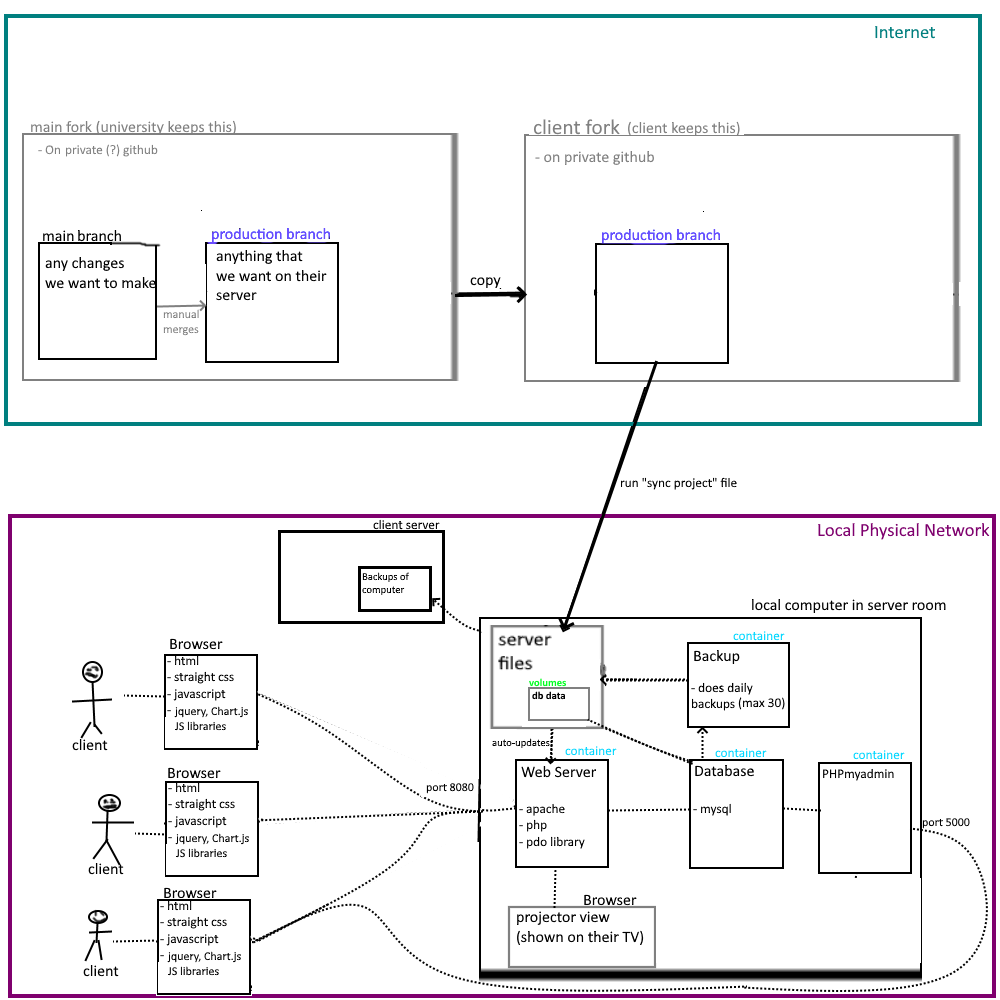 Internet
main fork (university keeps this)
- On private (?) github
client fork (client keeps this)
- on private github
main branch
any changes
we want to make
manual
merges
production branch
anything that
we want on their
server
copy
production branch
run "sync project" file
Local Physical Network
client server
Backups of
computer
local computer in server room
server
files
volumes
db data
container
Backup
- does daily
backups (max 30)
auto-updates
container
Web Server
- apache
- php
- pdo library
container
Database
- mysql
container
PHPmyadmin
port 8080
port 5000
Browser
projector view
(shown on their TV)
Browser
- html
- straight css
- javascript
- jquery, Chart.js
JS libraries
client
Browser
- html
- straight css
- javascript
- jquery, Chart.js
JS libraries
client
Browser
- html
- straight css
- javascript
- jquery, Chart.js
JS libraries
client